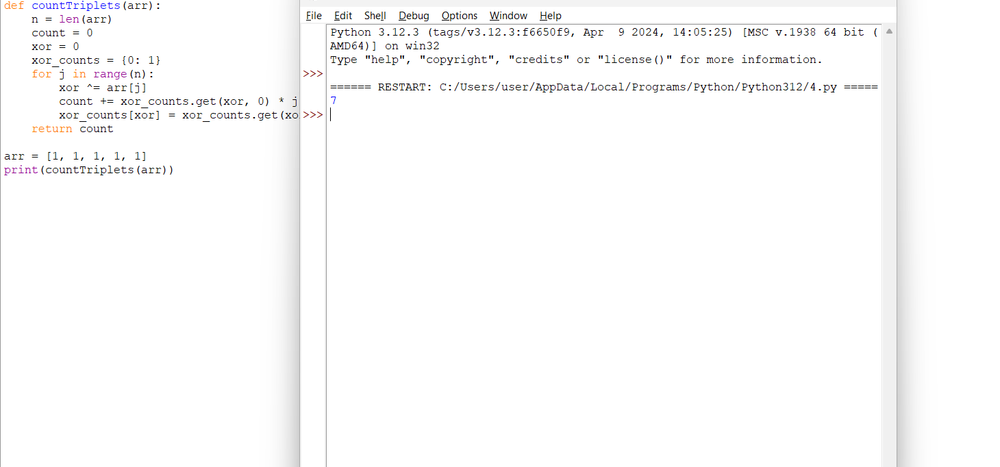 def countTriplets(arr):
    n = len(arr)
    count = 0
    xor = 0
    xor_counts = {0: 1}
    for j in range(n):
        xor ^= arr[j]
        count += xor_counts.get(xor, 0) * j
        xor_counts[xor] = xor_counts.get(xo
    return count
arr = [1, 1, 1, 1, 1]
print(countTriplets(arr))
File Edit Shell Debug Options Window Help
Python 3.12.3 (tags/v3.12.3:f6650f9, Apr  9 2024, 14:05:25) [MSC v.1938 64 bit (
AMD64)] on win32
Type "help", "copyright", "credits" or "license()" for more information.
>>>
====== RESTART: C:/Users/user/AppData/Local/Programs/Python/Python312/4.py =====
7
>>>